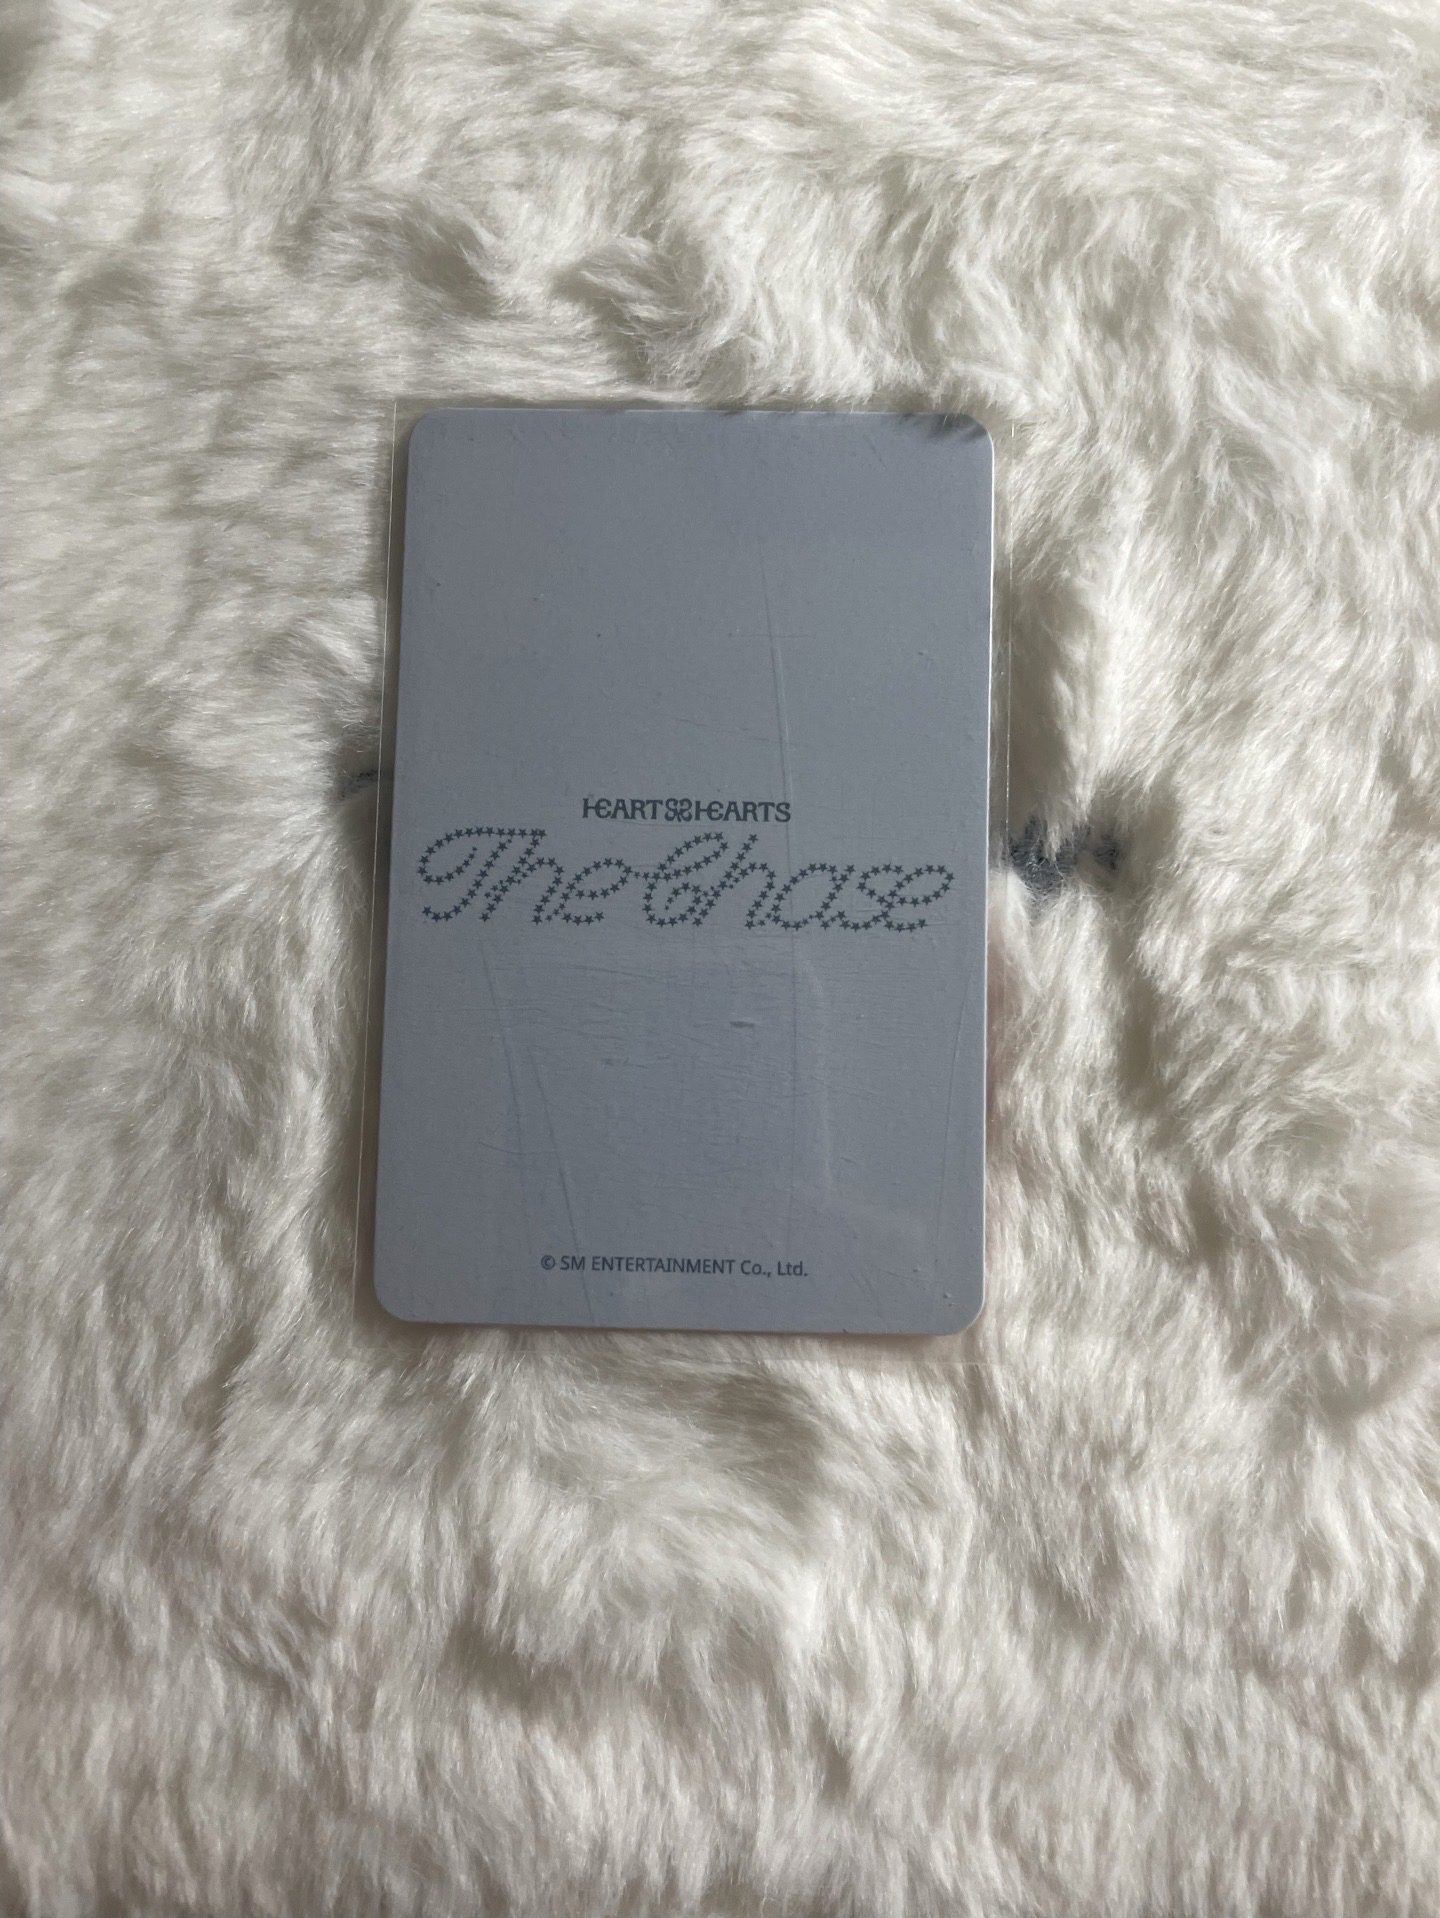 HEARTS2HEARTS
The Chase
© SM ENTERTAINMENT Co., Ltd.